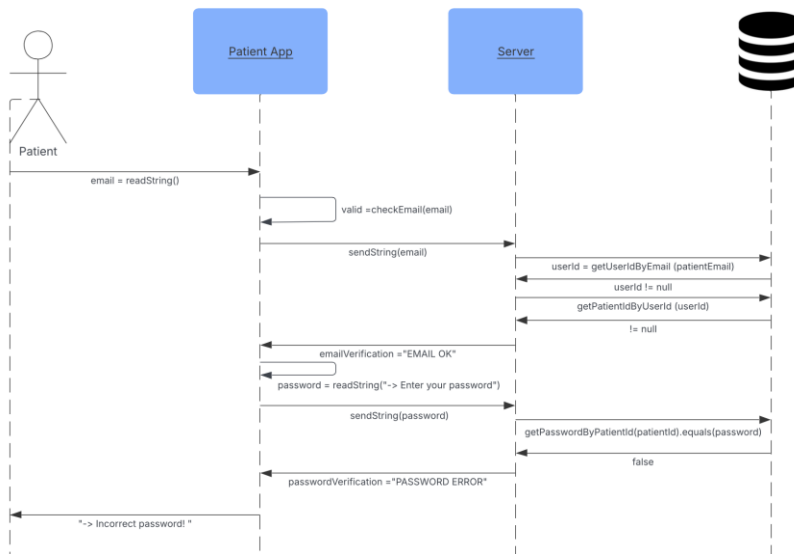 Patient App
Server
Patient
email = readString()
valid =checkEmail(email)
sendString(email)
userId = getUserIdByEmail (patientEmail)
userId != null
getPatientIdByUserId (userId)
!= null
emailVerification ="EMAIL OK"
password = readString("-> Enter your password")
sendString(password)
getPasswordByPatientId(patientId).equals(password)
false
passwordVerification ="PASSWORD ERROR"
"-> Incorrect password! "